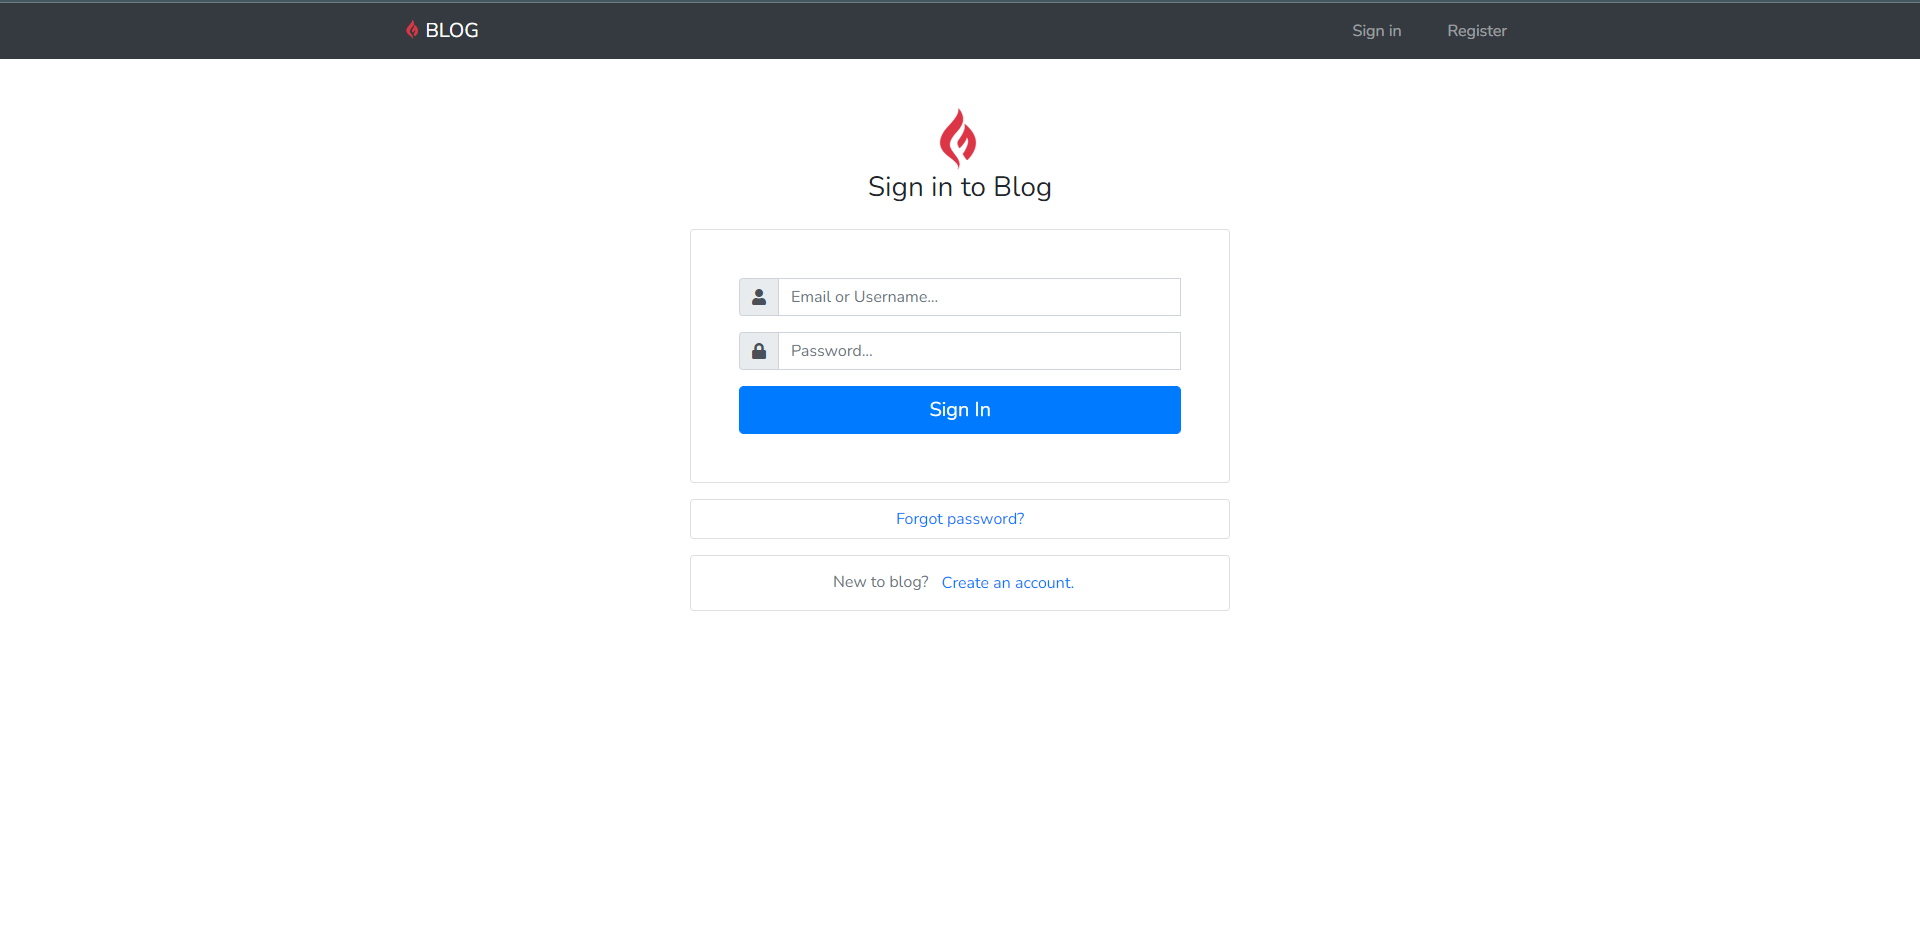 BLOG
Sign in
Register
Sign in to Blog
Email or Username...
Password...
Sign In
Forgot password?
New to blog? Create an account.